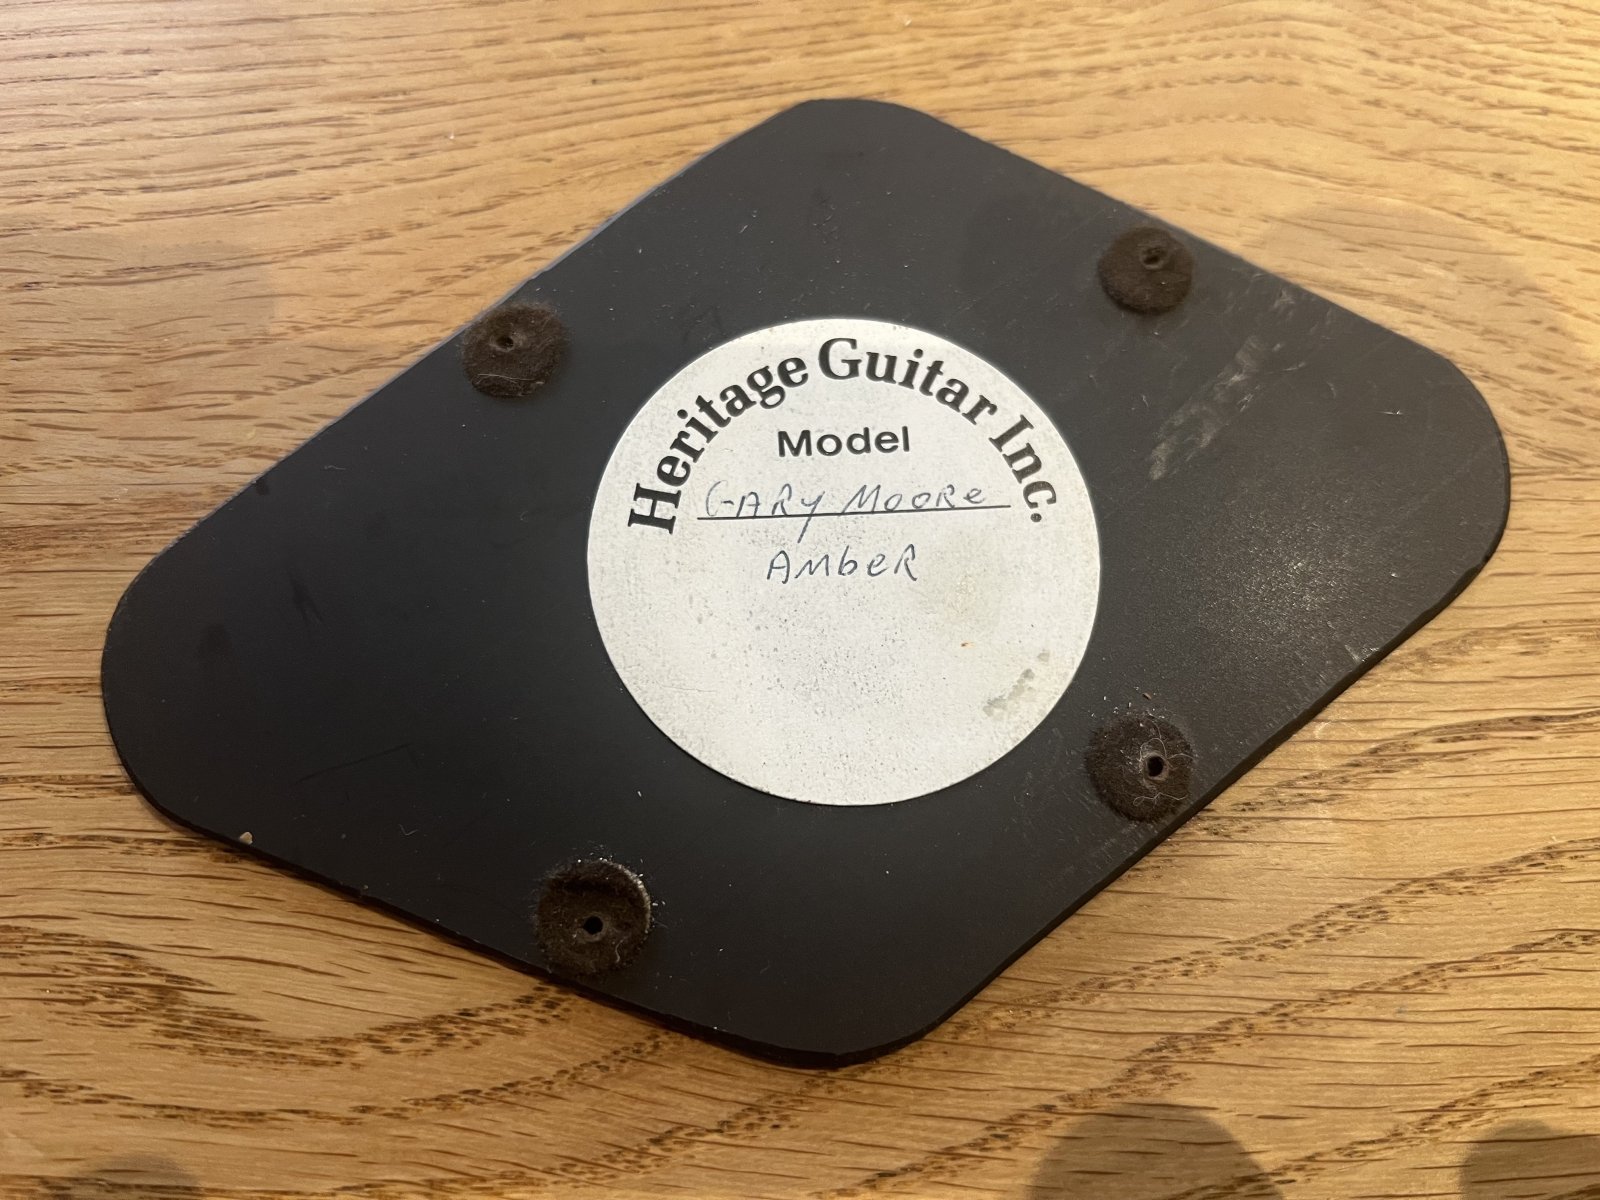 Heritage Guitar Inc.
Model
GARy MOORe
AMbeR